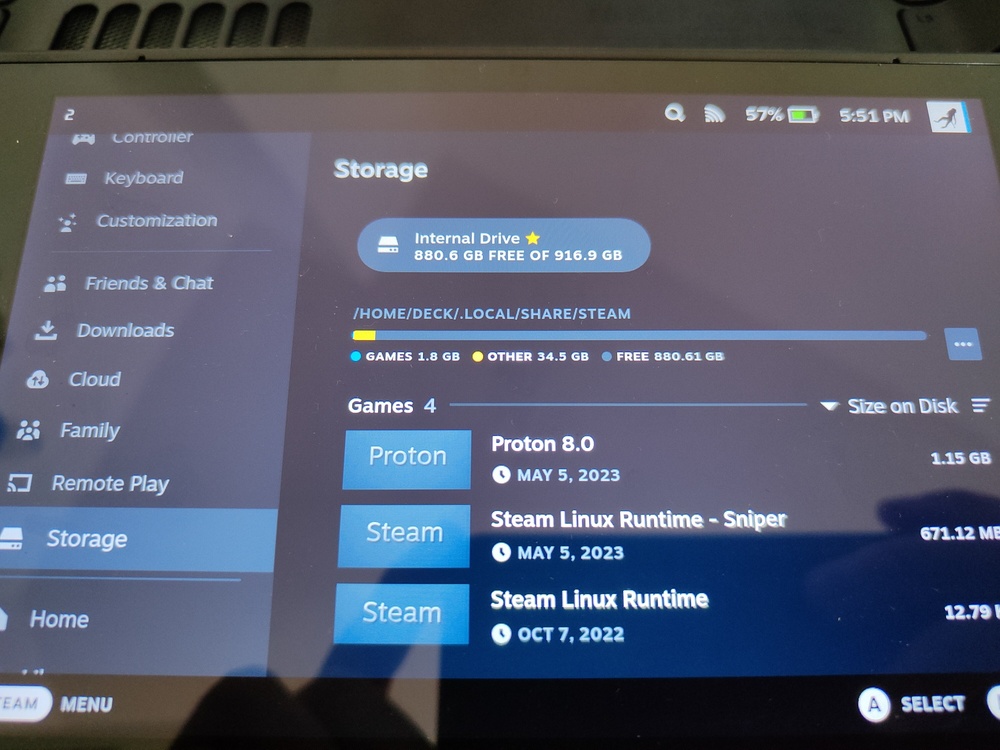 2
57%
5:51 PM
Controller
Keyboard
Customization
Friends & Chat
Downloads
Cloud
Family
Remote Play
Storage
Home
Storage
Internal Drive
880.6 GB FREE OF 916.9 GB
/HOME/DECK/.LOCAL/SHARE/STEAM
GAMES 1.8 GB OTHER 34.5 GB FREE 880.61 GB
Games 4
Size on Disk
Proton
Proton 8.0
MAY 5, 2023
1.15 GB
Steam
Steam Linux Runtime - Sniper
MAY 5, 2023
671.12
Steam
Steam Linux Runtime
OCT 7, 2022
12.79
MENU
A SELECT